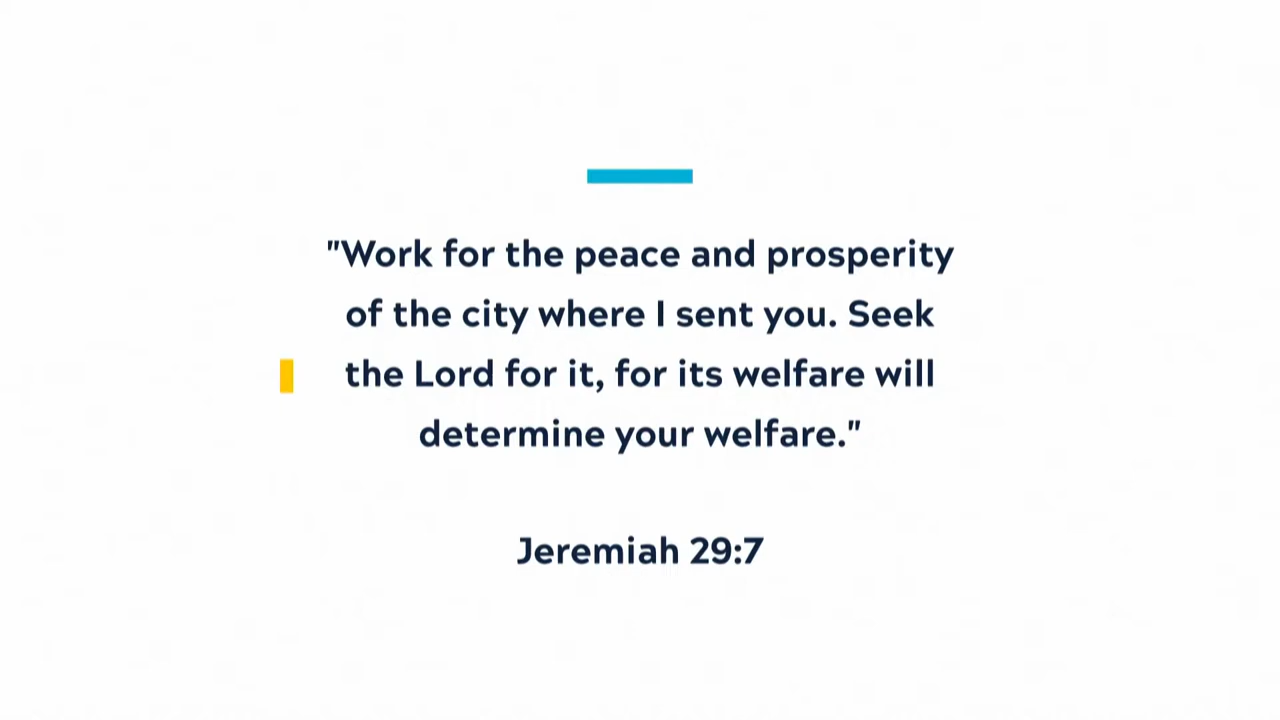 "Work for the peace and prosperity
of the city where I sent you. Seek
the Lord for it, for its welfare will
determine your welfare."
Jeremiah 29:7